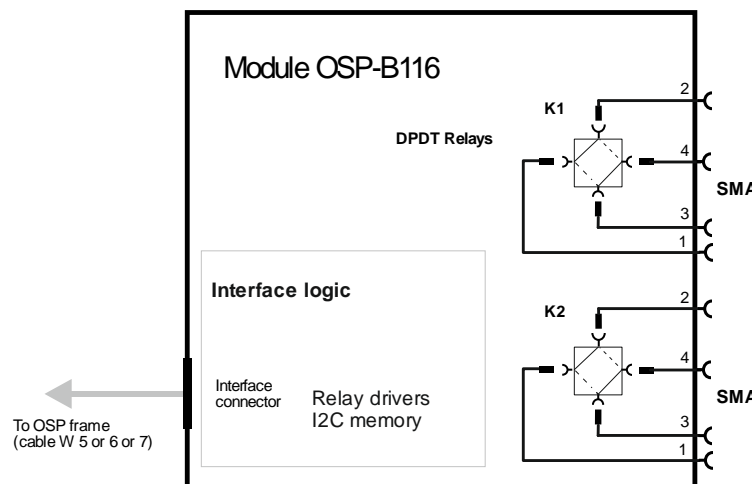 Module OSP-B116
2
K1
DPDT Relays
4
SMA
3
1
Interface logic
2
K2
4
Interface
connector
Relay drivers
I2C memory
SMA
To OSP frame
(cable W 5 or 6 or 7)
3
1